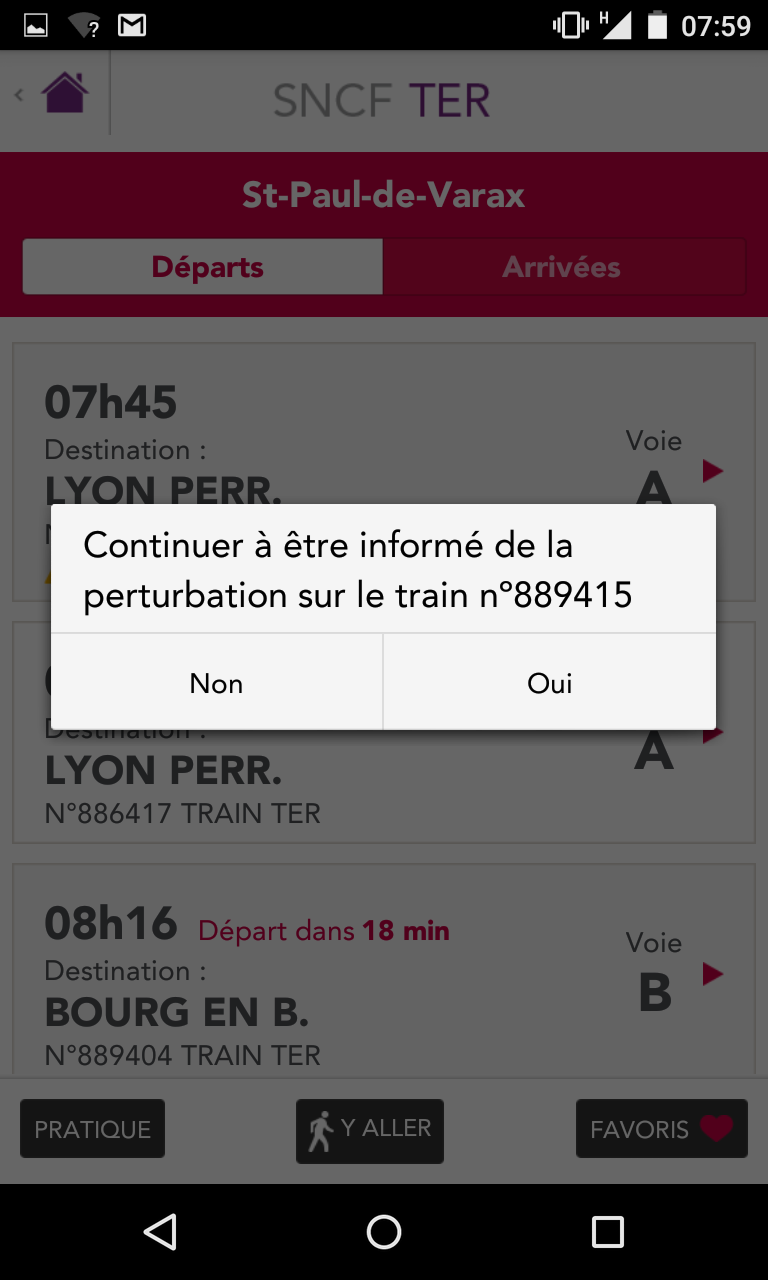 H 07:59
SNCF TER
St-Paul-de-Varax
Départs Arrivées
07h45
Destination :
Voie
LYON PERR.
A
Continuer à être informé de la
perturbation sur le train n°889415
Non Oui
Destination :
A
LYON PERR.
N°886417 TRAIN TER
08h16 Départ dans 18 min
Voie
Destination :
B
BOURG EN B.
N°889404 TRAIN TER
PRATIQUE Y ALLER FAVORIS